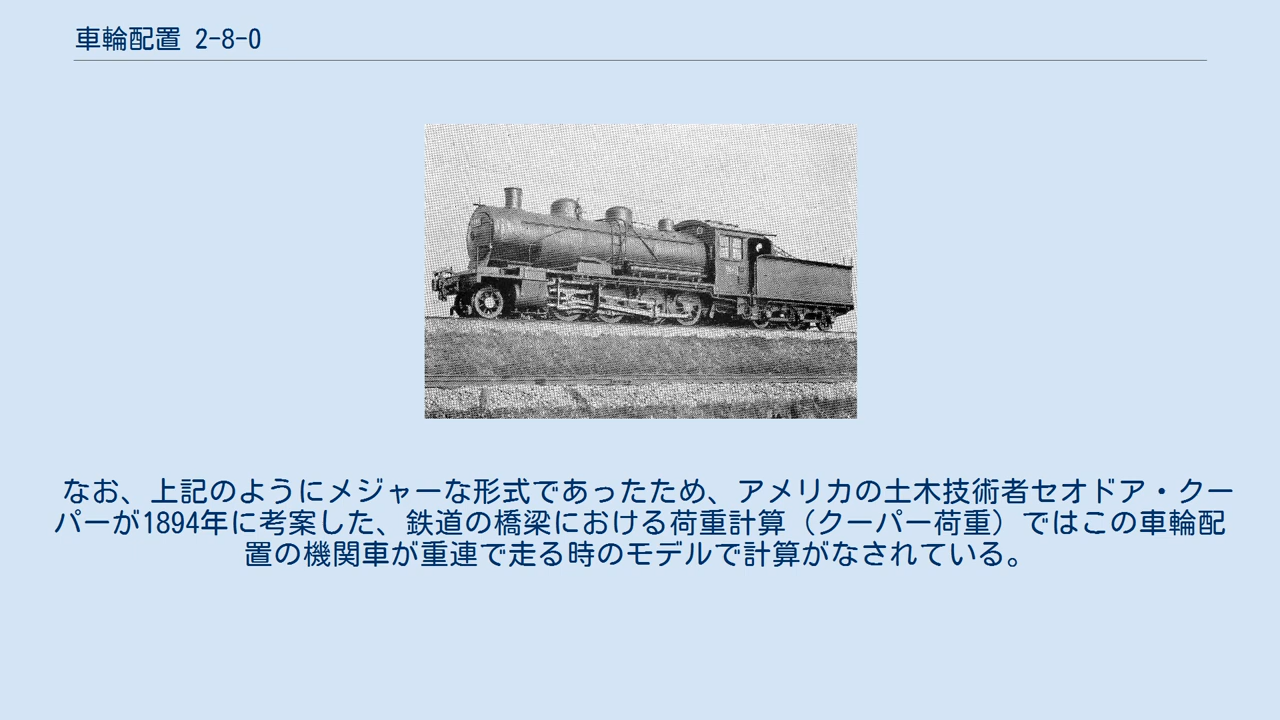 車輪配置 2-8-0
なお、上記のようにメジャーな形式であったため、アメリカの土木技術者セオドア・クー
パーが1894年に考案した、鉄道の橋梁における荷重計算（クーパー荷重）ではこの車輪配
置の機関車が重連で走る時のモデルで計算がなされている。